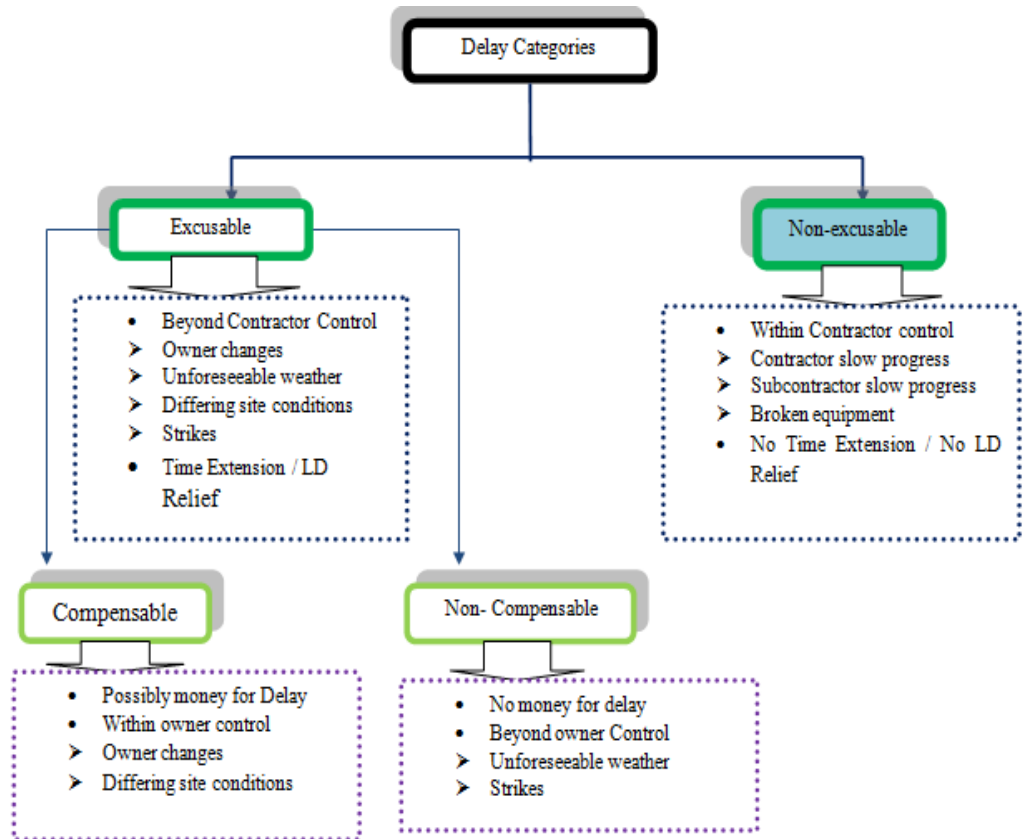 Delay Categories
Excusable
Non-excusable
• Beyond Contractor Control
➤ Owner changes
➤ Unforeseeable weather
➤ Differing site conditions
➤ Strikes
• Time Extension / LD
Relief
• Within Contractor control
➤ Contractor slow progress
➤ Subcontractor slow progress
➤ Broken equipment
• No Time Extension / No LD
Relief
Compensable
Non- Compensable
• Possibly money for Delay
• Within owner control
➤ Owner changes
➤ Differing site conditions
• No money for delay
• Beyond owner Control
➤ Unforeseeable weather
➤ Strikes